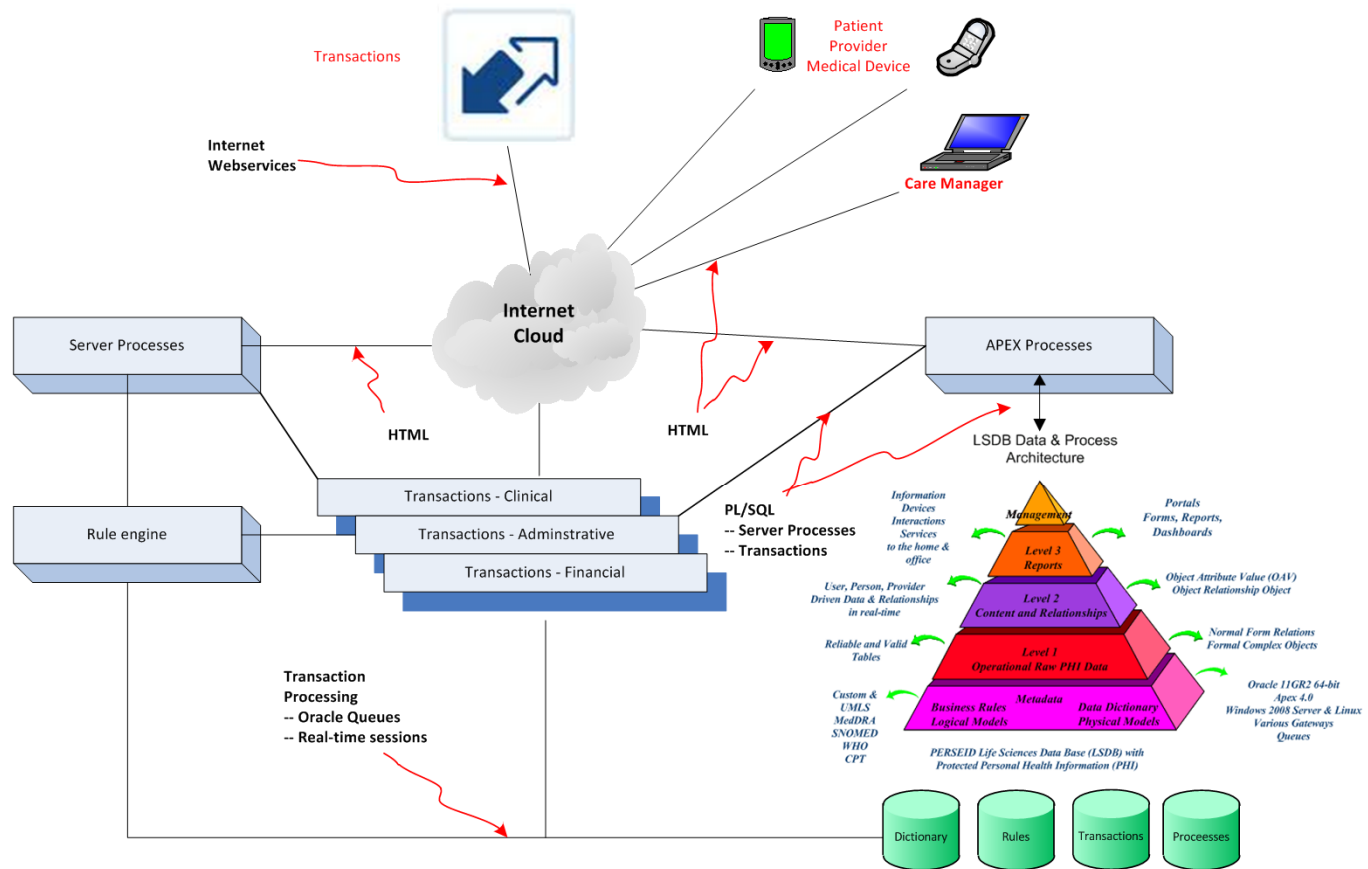 Transactions
Patient
Provider
Medical Device
Internet
Webservices
Care Manager
Internet
Cloud
Server Processes
APEX Processes
HTML
HTML
LSDB Data & Process
Architecture
Transactions - Clinical
Transactions - Adminstrative
Transactions - Financial
Rule engine
PL/SQL
-- Server Processes
-- Transactions
Information
Devices
Interactions
Services
to the home &
office
Management
Portals
Forms, Reports,
Dashboards
Level 3
Reports
User, Person, Provider
Driven Data & Relationships
in real-time
Level 2
Content and Relationships
Object Attribute Value (OAV)
Object Relationship Object
Reliable and Valid
Tables
Level 1
Operational Raw PHI Data
Normal Form Relations
Formal Complex Objects
Custom &
UMLS
MedDRA
SNOMED
WHO
CPT
Metadata
Business Rules
Logical Models
Data Dictionary
Physical Models
Oracle 11GR2 64-bit
Apex 4.0
Windows 2008 Server & Linux
Various Gateways
Queues
PERSEID Life Sciences Data Base (LSDB) with
Protected Personal Health Information (PHI)
Transaction
Processing
-- Oracle Queues
-- Real-time sessions
Dictionary
Rules
Transactions
Proceesses